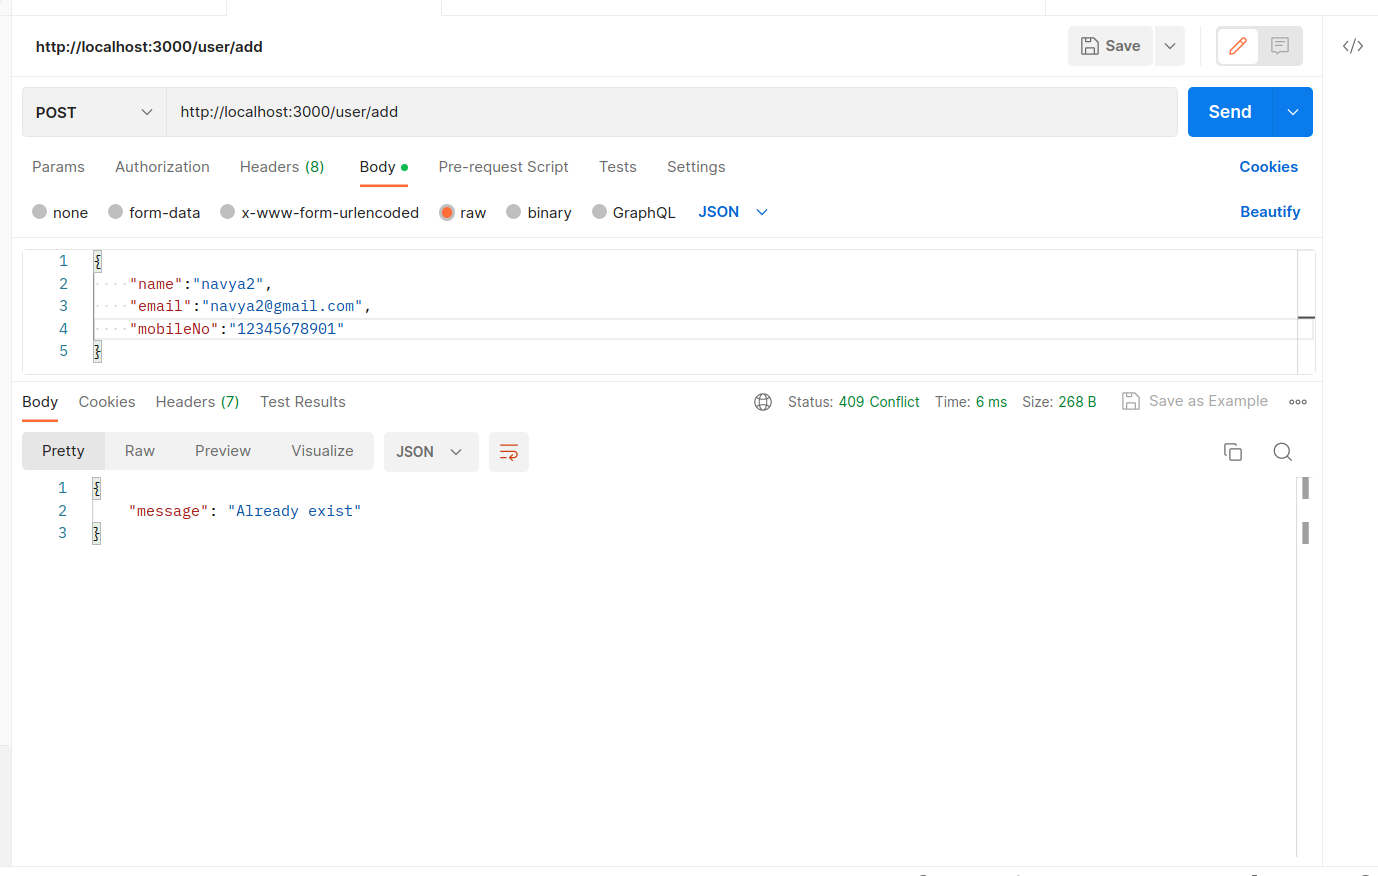 http://localhost:3000/user/add
Save
POST
http://localhost:3000/user/add
Send
Params Authorization Headers (8) Body Pre-request Script Tests Settings Cookies
none form-data x-www-form-urlencoded raw binary GraphQL JSON Beautify
1 {
2 "name":"navya2",
3 "email":"navya2@gmail.com",
4 "mobileNo":"12345678901"
5 }
Body Cookies Headers (7) Test Results Status: 409 Conflict Time: 6 ms Size: 268 B Save as Example
Pretty Raw Preview Visualize JSON
1 {
2 "message": "Already exist"
3 }